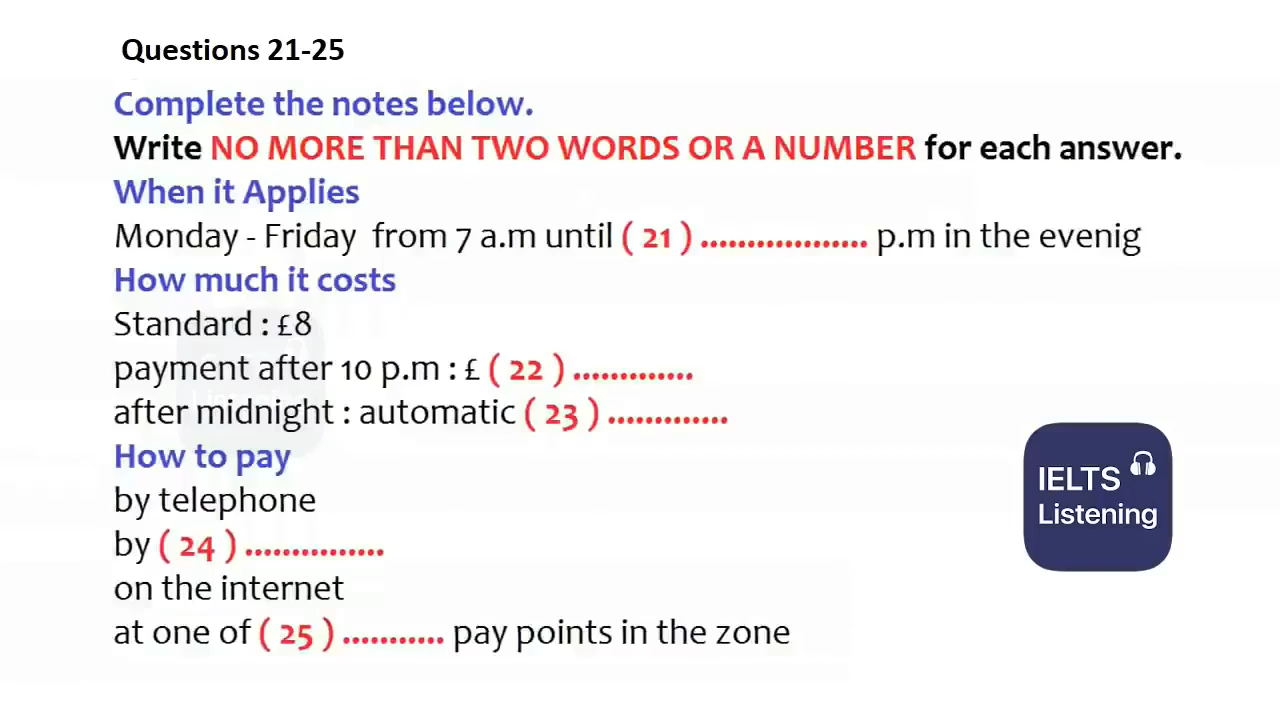 Questions 21-25
Complete the notes below.
Write NO MORE THAN TWO WORDS OR A NUMBER for each answer.
When it Applies
Monday - Friday from 7 a.m until ( 21 ) .................. p.m in the evenig
How much it costs
Standard : £8
payment after 10 p.m : £ ( 22 ) .............
after midnight : automatic ( 23 ) .............
How to pay
by telephone
by ( 24 ) ...............
on the internet
at one of ( 25 ) ........... pay points in the zone
IELTS
Listening